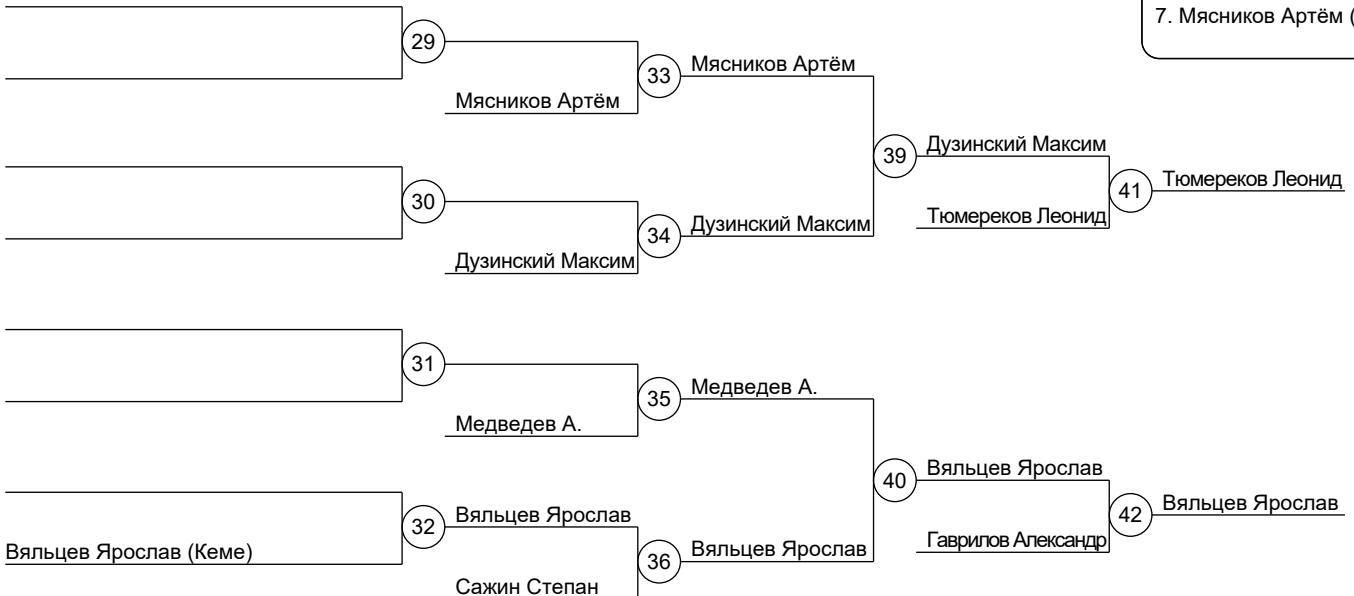 7. Мясников Артём (
29
33
Мясников Артём
Мясников Артём
39
Дузинский Максим
30
41
Тюмереков Леонид
34
Дузинский Максим
Тюмереков Леонид
Дузинский Максим
31
35
Медведев А.
Медведев А.
40
Вяльцев Ярослав
32
Вяльцев Ярослав
42
Вяльцев Ярослав
Вяльцев Ярослав (Кеме)
36
Вяльцев Ярослав
Гаврилов Александр
Сажин Степан